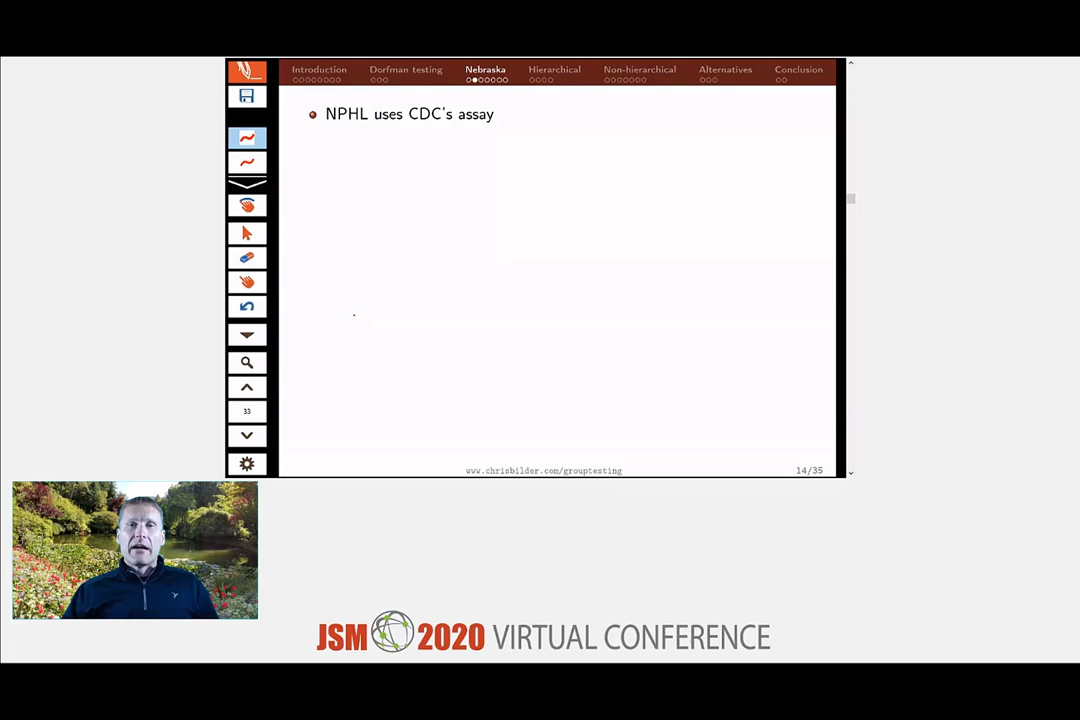 Introduction Dorfman testing Nebraska Hierarchical Non-hierarchical Alternatives Conclusion
NPHL uses CDC's assay
33
www.chrisbilder.com/grouptesting 14/35
JSM 2020 VIRTUAL CONFERENCE